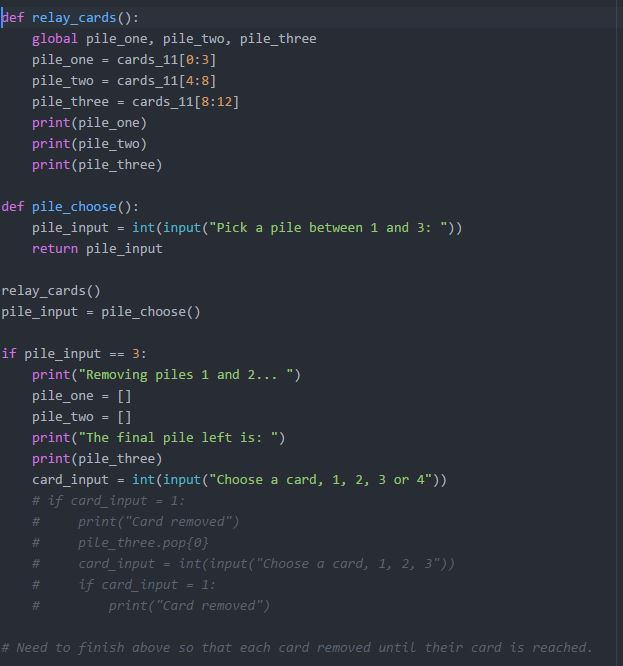 def relay_cards():
    global pile_one, pile_two, pile_three
    pile_one = cards_11[0:3]
    pile_two = cards_11[4:8]
    pile_three = cards_11[8:12]
    print(pile_one)
    print(pile_two)
    print(pile_three)

def pile_choose():
    pile_input = int(input("Pick a pile between 1 and 3: "))
    return pile_input

relay_cards()
pile_input = pile_choose()

if pile_input == 3:
    print("Removing piles 1 and 2... ")
    pile_one = []
    pile_two = []
    print("The final pile left is: ")
    print(pile_three)
    card_input = int(input("Choose a card, 1, 2, 3 or 4"))
    # if card_input = 1:
    #     print("Card removed")
    #     pile_three.pop{0}
    #     card_input = int(input("Choose a card, 1, 2, 3"))
    #     if card_input = 1:
    #         print("Card removed")

# Need to finish above so that each card removed until their card is reached.